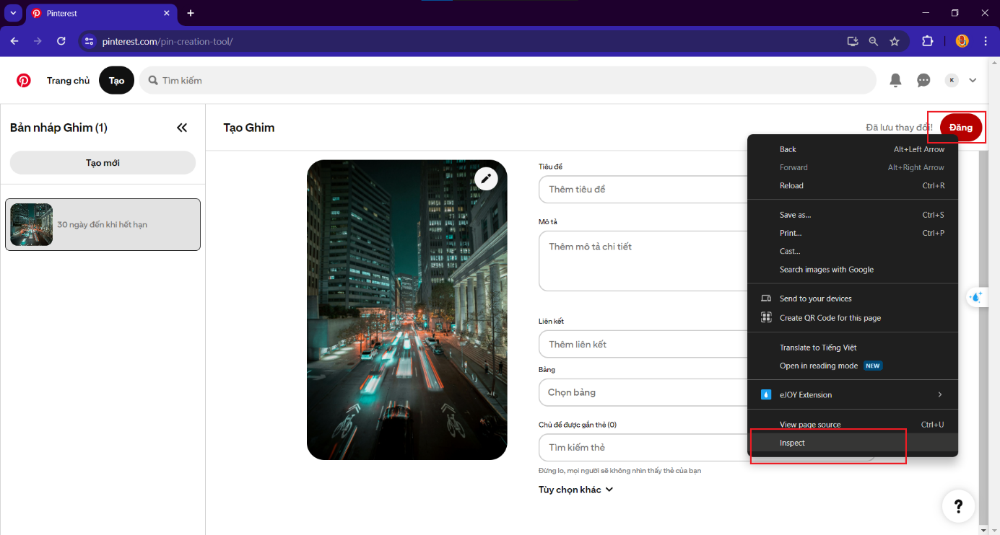 Pinterest
pinterest.com/pin-creation-tool/
Trang chủ
Tạo
Tìm kiếm
K
Bản nháp Ghim (1)
Tạo mới
30 ngày đến khi hết hạn
Tạo Ghim
Đã lưu thay đổi!
Đăng
Tiêu đề
Thêm tiêu đề
Mô tả
Thêm mô tả chi tiết
Liên kết
Thêm liên kết
Bảng
Chọn bảng
Chủ đề được gắn thẻ (0)
Tìm kiếm thẻ
Đừng lo, mọi người sẽ không nhìn thấy thẻ của bạn
Tùy chọn khác
Back Alt+Left Arrow
Forward Alt+Right Arrow
Reload Ctrl+R
Save as... Ctrl+S
Print... Ctrl+P
Cast...
Search images with Google
Send to your devices
Create QR Code for this page
Translate to Tiếng Việt
Open in reading mode NEW
eJOY Extension
View page source Ctrl+U
Inspect
?